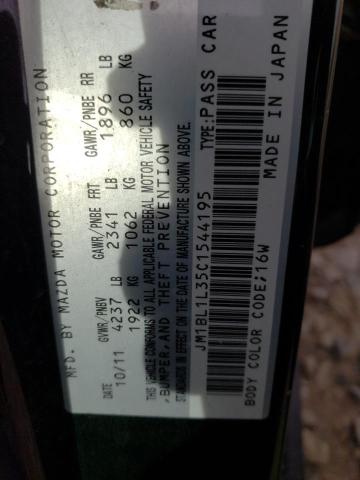 MFD. BY MAZDA MOTOR CORPORATION
GVWR/PNBV GAWR/PNBE FRT GAWR/PNBE RR
DATE 10/11 4237 LB 2341 LB 1896 LB
1922 KG 1062 KG 860 KG
THIS VEHICLE CONFORMS TO ALL APPLICABLE FEDERAL MOTOR VEHICLE SAFETY
, BUMPER, AND THEFT PREVENTION
STANDARDS IN EFFECT ON THE DATE OF MANUFACTURE SHOWN ABOVE.
JM1BL1L35C1544195 TYPE:PASS CAR
BODY COLOR CODE:16W MADE IN JAPAN